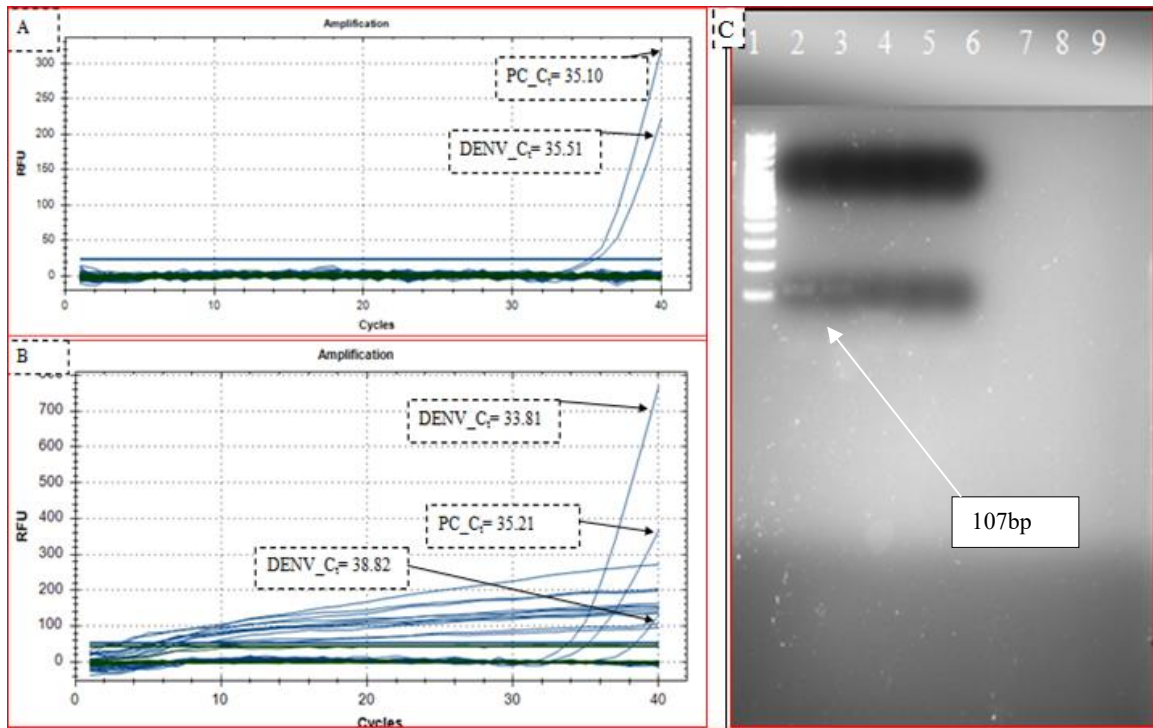 A
Amplification
RFU
300
250
200
150
100
50
0
PC_Cₜ= 35.10
DENV_Cₜ= 35.51
0 10 20 30 40
Cycles
B
Amplification
RFU
700
600
500
400
300
200
100
0
DENV_Cₜ= 33.81
PC_Cₜ= 35.21
DENV_Cₜ= 38.82
0 10 20 30 40
Cycles
C
1 2 3 4 5 6 7 8 9
107bp